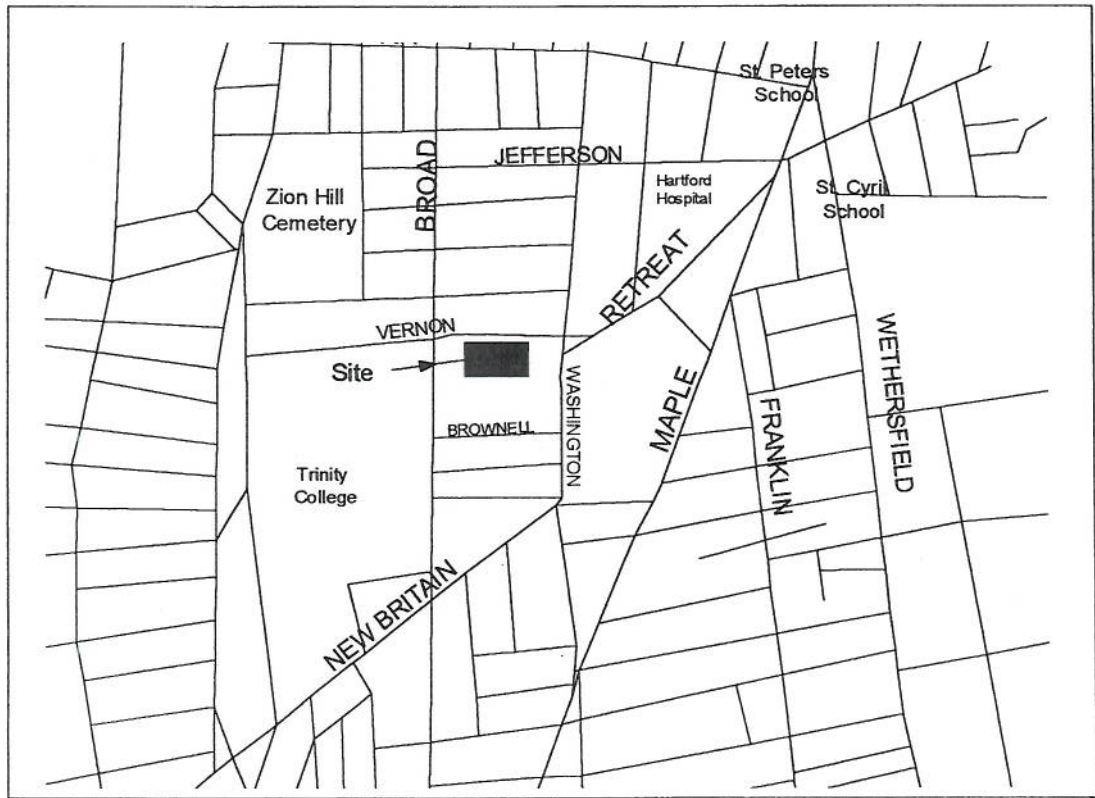 St. Peters
School
JEFFERSON
BROAD
Hartford
Hospital
Zion Hill
Cemetery
St. Cyril
School
RETREAT
VERNON
Site
WASHINGTON
MAPLE
WETHERSFIELD
FRANKLIN
BROWNELL
Trinity
College
NEW BRITAIN